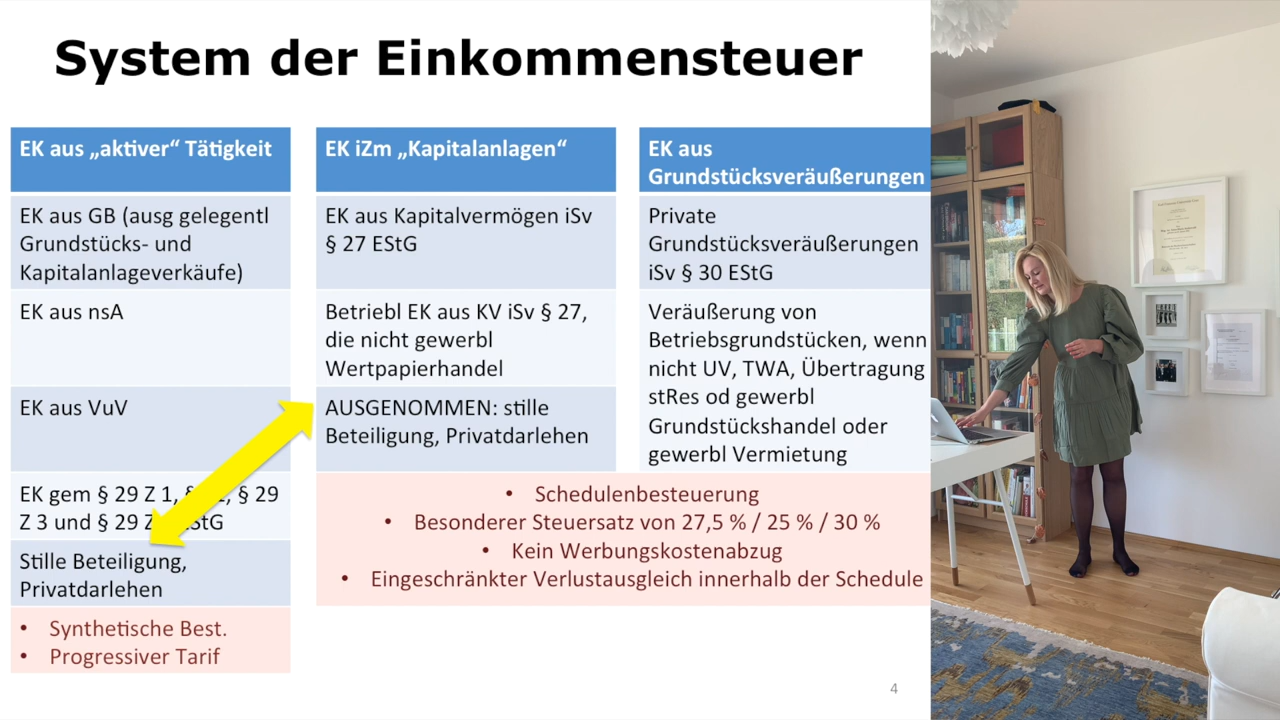 System der Einkommensteuer
EK aus „aktiver“ Tätigkeit
EK aus GB (ausg gelegentl
Grundstücks- und
Kapitalanlageverkäufe)
EK aus nsA
EK aus VuV
EK gem § 29 Z 1, § 29
Z 3 und § 29 Z StG
Stille Beteiligung,
Privatdarlehen
• Synthetische Best.
• Progressiver Tarif
EK iZm „Kapitalanlagen“
EK aus Kapitalvermögen iSv
§ 27 EStG
Betriebl EK aus KV iSv § 27,
die nicht gewerbl
Wertpapierhandel
AUSGENOMMEN: stille
Beteiligung, Privatdarlehen
EK aus
Grundstücksveräußerungen
Private
Grundstücksveräußerungen
iSv § 30 EStG
Veräußerung von
Betriebsgrundstücken, wenn
nicht UV, TWA, Übertragung
stRes od gewerbl
Grundstückshandel oder
gewerbl Vermietung
• Schedulenbesteuerung
• Besonderer Steuersatz von 27,5 % / 25 % / 30 %
• Kein Werbungskostenabzug
• Eingeschränkter Verlustausgleich innerhalb der Schedule
4